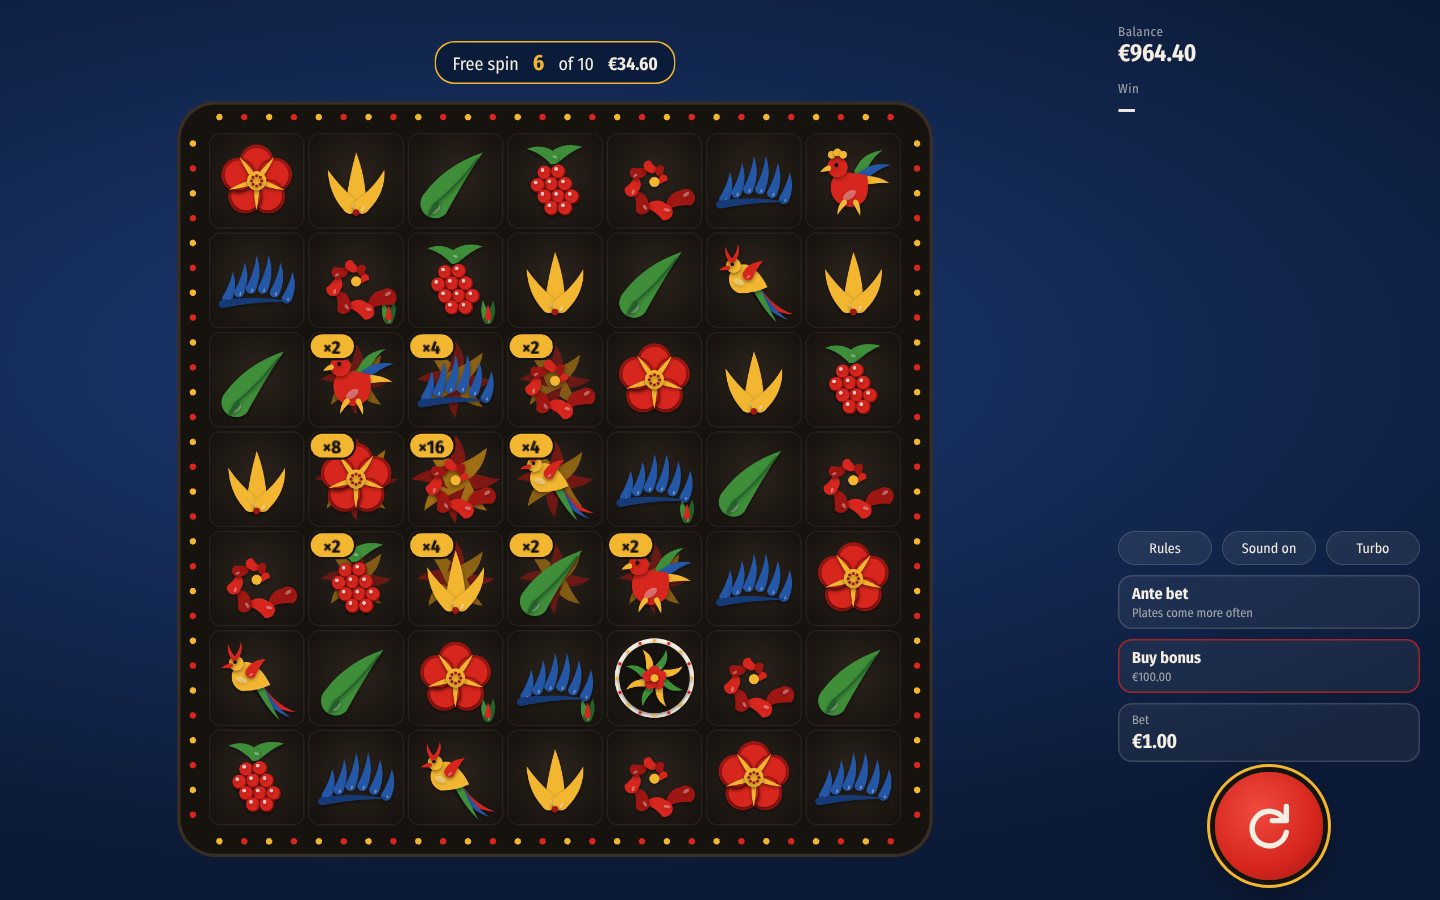 Free spin 6 of 10 €34.60
Balance
€964.40
Win
—
×2 ×4 ×2
×8 ×16 ×4
×2 ×4 ×2 ×2
Rules Sound on Turbo
Ante bet
Plates come more often
Buy bonus
€100.00
Bet
€1.00